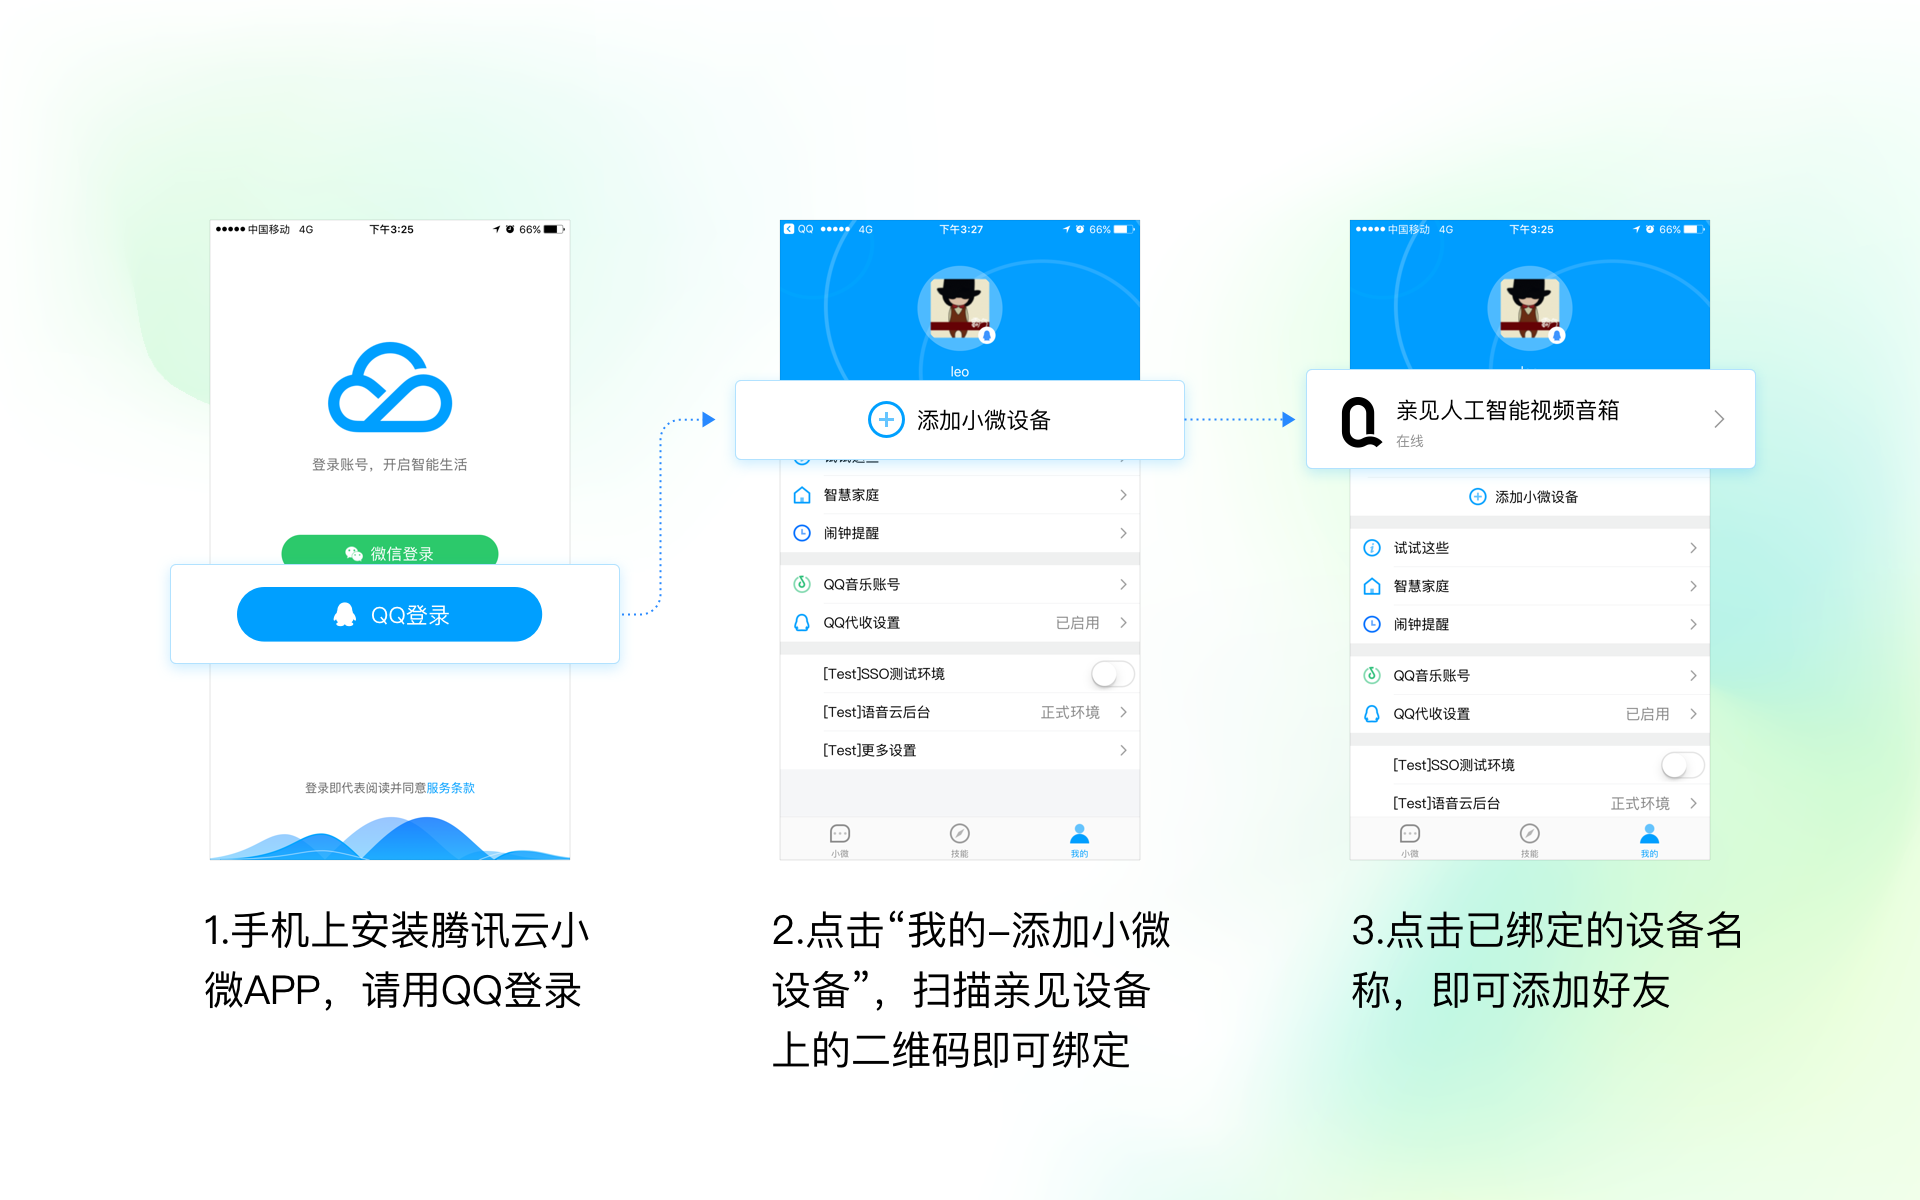 中国移动 4G 下午3:25 66%
登录账号，开启智能生活
微信登录
QQ登录
登录即代表阅读并同意服务条款
1.手机上安装腾讯云小
微APP，请用QQ登录
QQ 4G 下午3:27 66%
leo
添加小微设备
智慧家庭
闹钟提醒
QQ音乐账号
QQ代收设置 已启用
[Test]SSO测试环境
[Test]语音云后台 正式环境
[Test]更多设置
小微 技能 我的
2.点击“我的–添加小微
设备”，扫描亲见设备
上的二维码即可绑定
中国移动 4G 下午3:25 66%
亲见人工智能视频音箱
在线
添加小微设备
试试这些
智慧家庭
闹钟提醒
QQ音乐账号
QQ代收设置 已启用
[Test]SSO测试环境
[Test]语音云后台 正式环境
小微 技能 我的
3.点击已绑定的设备名
称，即可添加好友